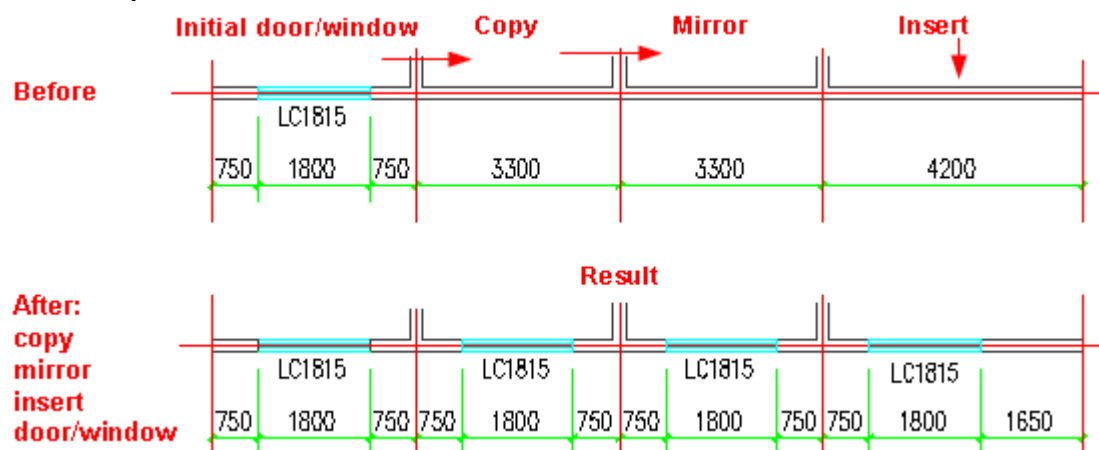 Initial door/window Copy Mirror Insert
Before
LC1815
750 1800 750 3300 3300 4200
Result
After:
copy
mirror
insert
door/window
LC1815 LC1815 LC1815 LC1815
750 1800 750 750 1800 750 750 1800 750 750 1800 1650